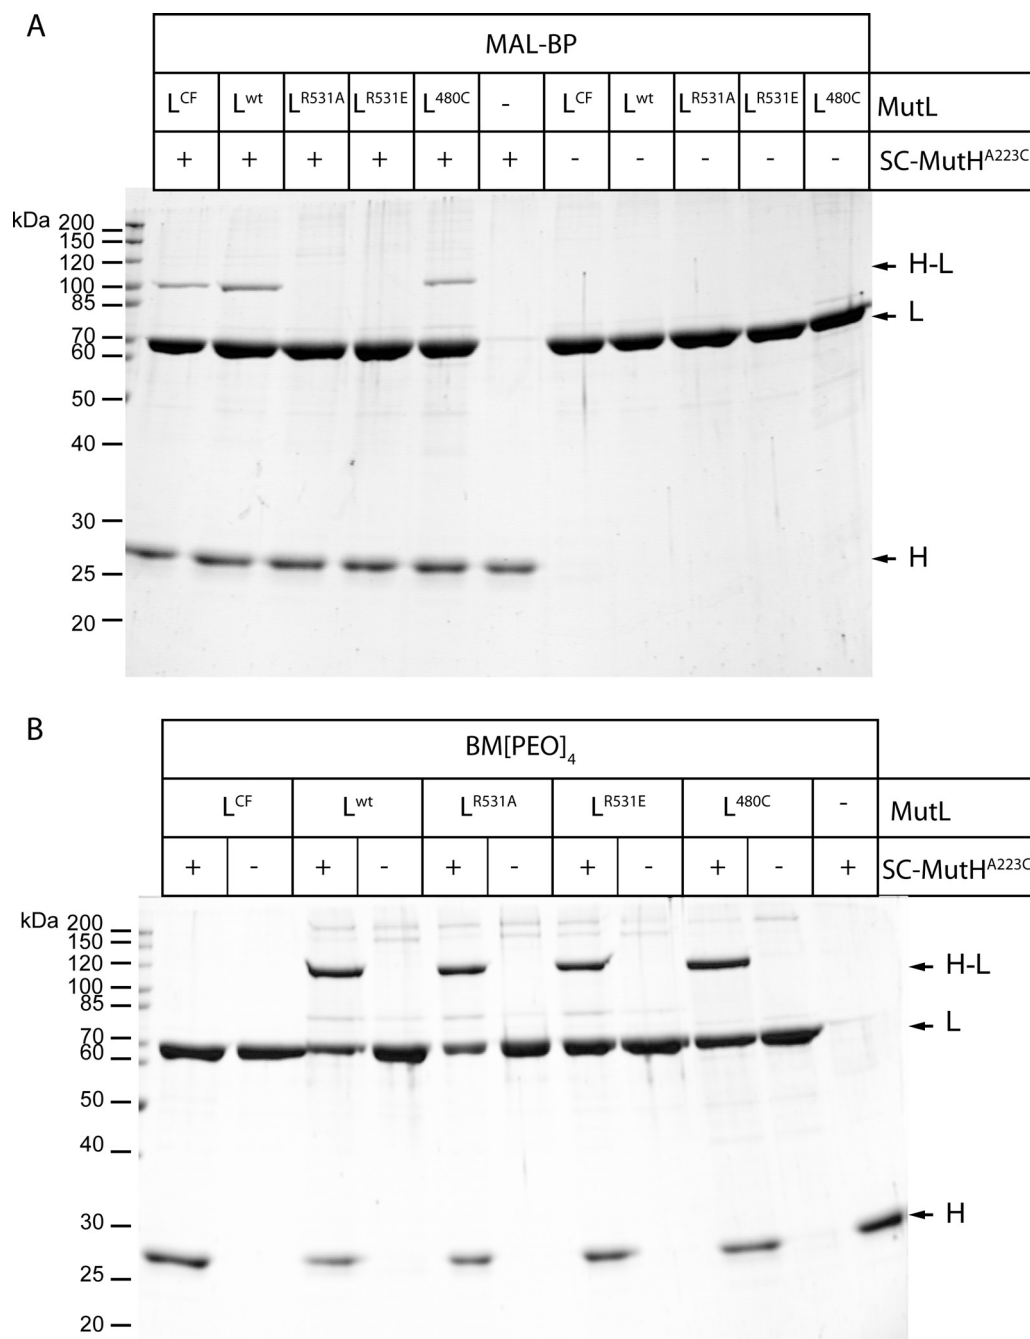 A
MAL-BP
L^CF L^wt L^R531A L^R531E L^480C - L^CF L^wt L^R531A L^R531E L^480C MutL
+ + + + + + - - - - - SC-MutH^A223C
kDa
200
150
120
100
85
70
60
50
40
30
25
20
H-L
L
H
B
BM[PEO]₄
L^CF L^wt L^R531A L^R531E L^480C - MutL
+ - + - + - + - + - + SC-MutH^A223C
kDa
200
150
120
100
85
70
60
50
40
30
25
20
H-L
L
H